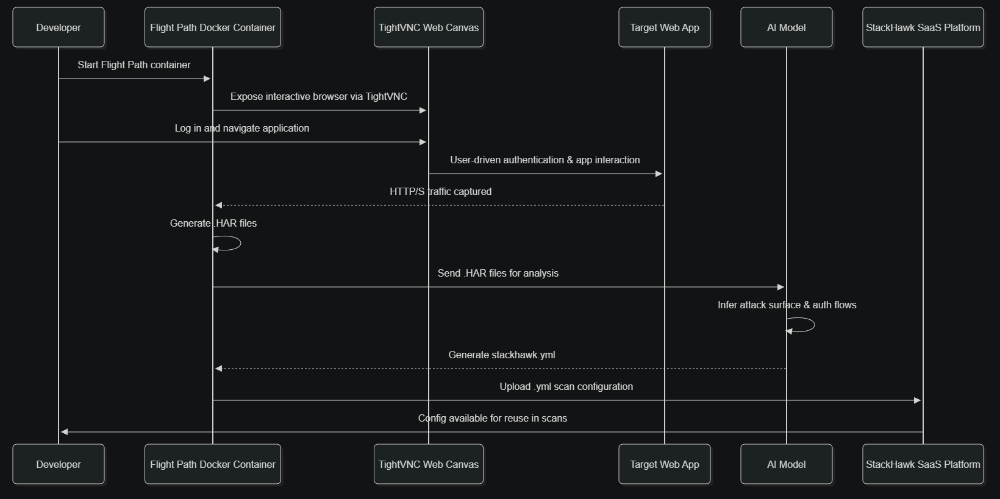 Developer
Flight Path Docker Container
TightVNC Web Canvas
Target Web App
AI Model
StackHawk SaaS Platform
Start Flight Path container
Expose interactive browser via TightVNC
Log in and navigate application
User-driven authentication & app interaction
HTTP/S traffic captured
Generate .HAR files
Send .HAR files for analysis
Infer attack surface & auth flows
Generate stackhawk.yml
Upload .yml scan configuration
Config available for reuse in scans
Developer
Flight Path Docker Container
TightVNC Web Canvas
Target Web App
AI Model
StackHawk SaaS Platform